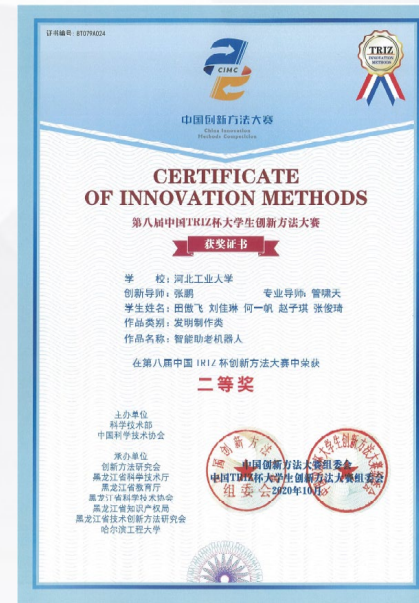 证书编号：BT079A024
TRIZ
INNOVATION
METHODS
CIMC
中国创新方法大赛
China Innovation
Methods Competition
CERTIFICATE
OF INNOVATION METHODS
第八届中国TRIZ杯大学生创新方法大赛
获奖证书
学 校：河北工业大学
创新导师：张鹏 专业导师：管啸天
学生姓名：田傲飞 刘佳琳 何一帆 赵子琪 张俊琦
作品类别：发明制作类
作品名称：智能助老机器人
在第八届中国 TRIZ 杯创新方法大赛中荣获
二等奖
主办单位
科学技术部
中国科学技术协会
承办单位
创新方法研究会
黑龙江省科学技术厅
黑龙江省教育厅
黑龙江省科学技术协会
黑龙江省知识产权局
黑龙江省技术创新方法研究会
哈尔滨工程大学
中国创新方法大赛组委会
中国TRIZ杯大学生创新方法大赛组委会
2020年10月
组委会